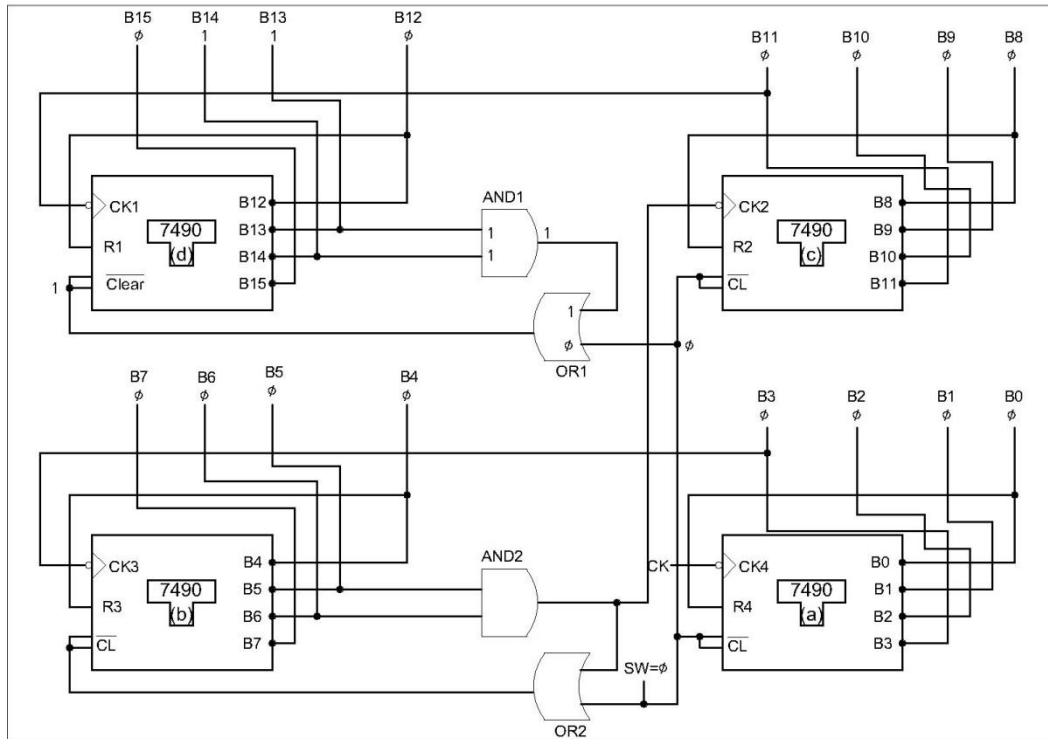 B15 B14 B13 B12
ϕ 1 1 ϕ
B11 B10 B9 B8
ϕ ϕ ϕ ϕ
CK1
R1
Clear
7490
(d)
B12
B13
B14
B15
1
AND1
1
1
1
1
ϕ
OR1
ϕ
CK2
R2
CL
7490
(c)
B8
B9
B10
B11
B7 B6 B5 B4
ϕ ϕ ϕ ϕ
B3 B2 B1 B0
ϕ ϕ ϕ ϕ
CK3
R3
CL
7490
(b)
B4
B5
B6
B7
AND2
OR2
SW=ϕ
CK
CK4
R4
CL
7490
(a)
B0
B1
B2
B3